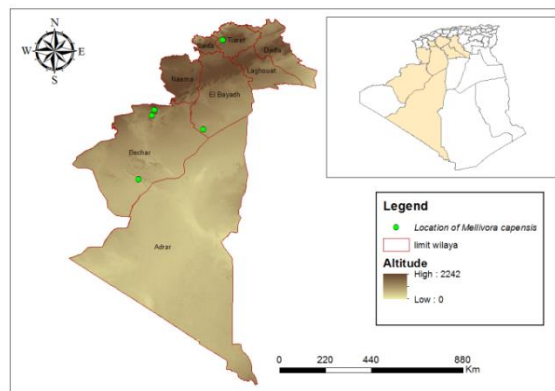 N
W E
S
Saida
Tiaret
Djelfa
Laghouat
Naama
El Bayadh
Bechar
Adrar
Legend
Location of Mellivora capensis
limit wilaya
Altitude
High : 2242
Low : 0
0 220 440 880
Km